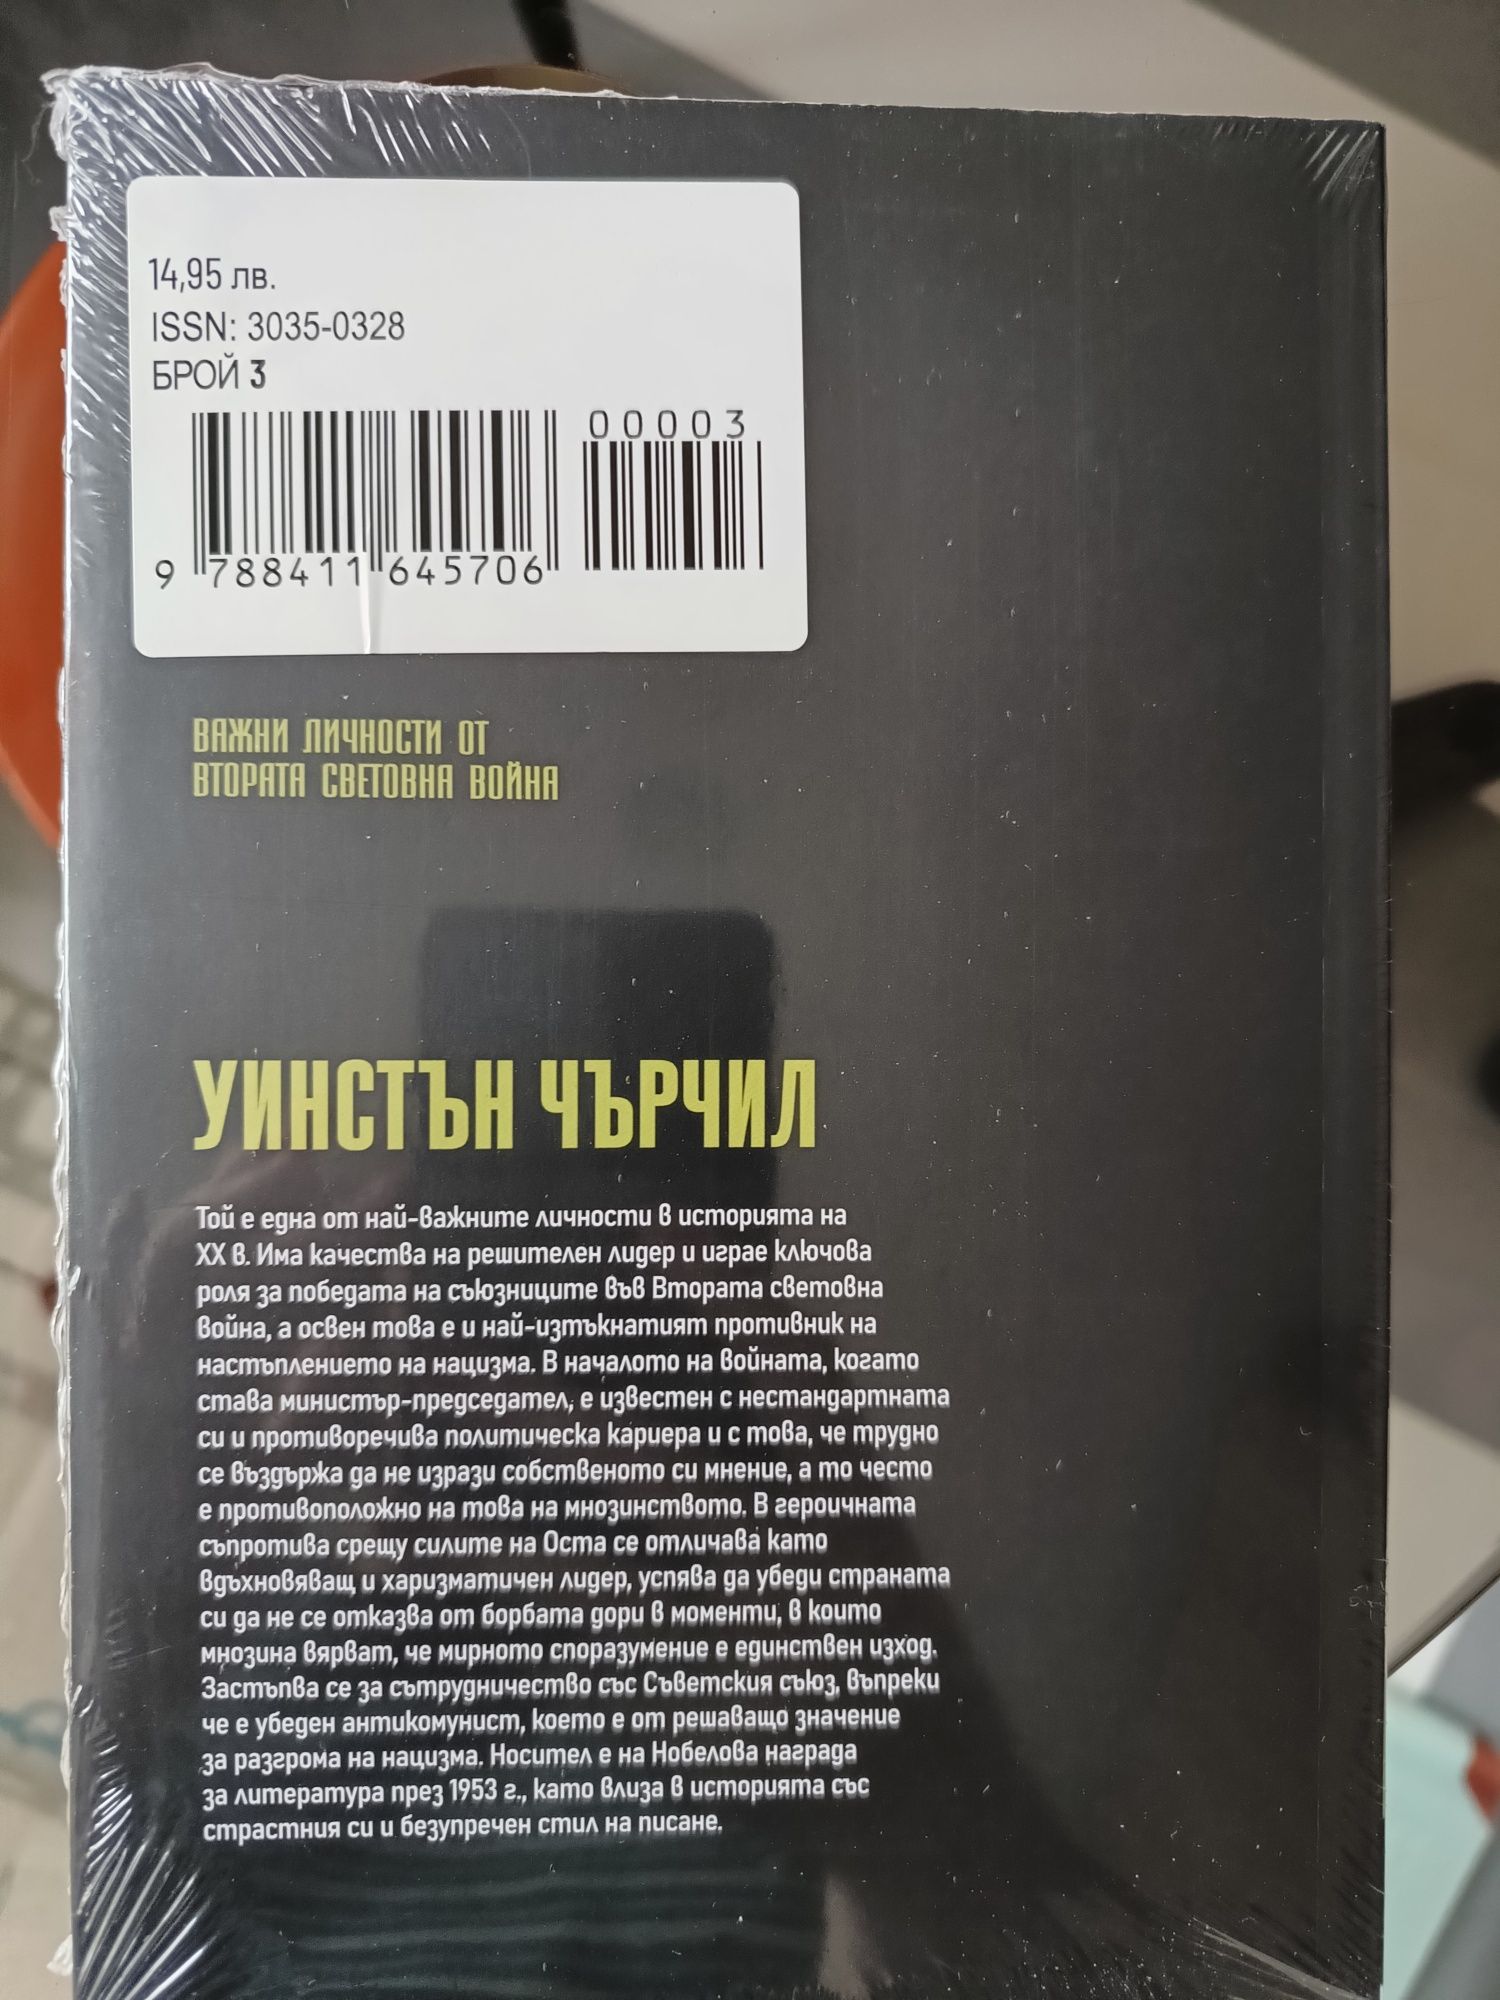 14,95 лв.
ISSN: 3035-0328
БРОЙ 3
00003
9 788411 645706
ВАЖНИ ЛИЧНОСТИ ОТ
ВТОРАТА СВЕТОВНА ВОЙНА
УИНСТЪН ЧЪРЧИЛ
Той е една от най-важните личности в историята на
XX в. Има качества на решителен лидер и играе ключова
роля за победата на съюзниците във Втората световна
война, а освен това е и най-изтъкнатият противник на
настъплението на нацизма. В началото на войната, когато
става министър-председател, е известен с нестандартната
си и противоречива политическа кариера и с това, че трудно
се въздържа да не изрази собственото си мнение, а то често
е противоположно на това на мнозинството. В героичната
съпротива срещу силите на Оста се отличава като
вдъхновяващ и харизматичен лидер, успява да убеди страната
си да не се отказва от борбата дори в моменти, в които
мнозина вярват, че мирното споразумение е единствен изход.
Застъпва се за сътрудничество със Съветския съюз, въпреки
че е убеден антикомунист, което е от решаващо значение
за разгрома на нацизма. Носител е на Нобелова награда
за литература през 1953 г., като влиза в историята със
страстния си и безупречен стил на писане.